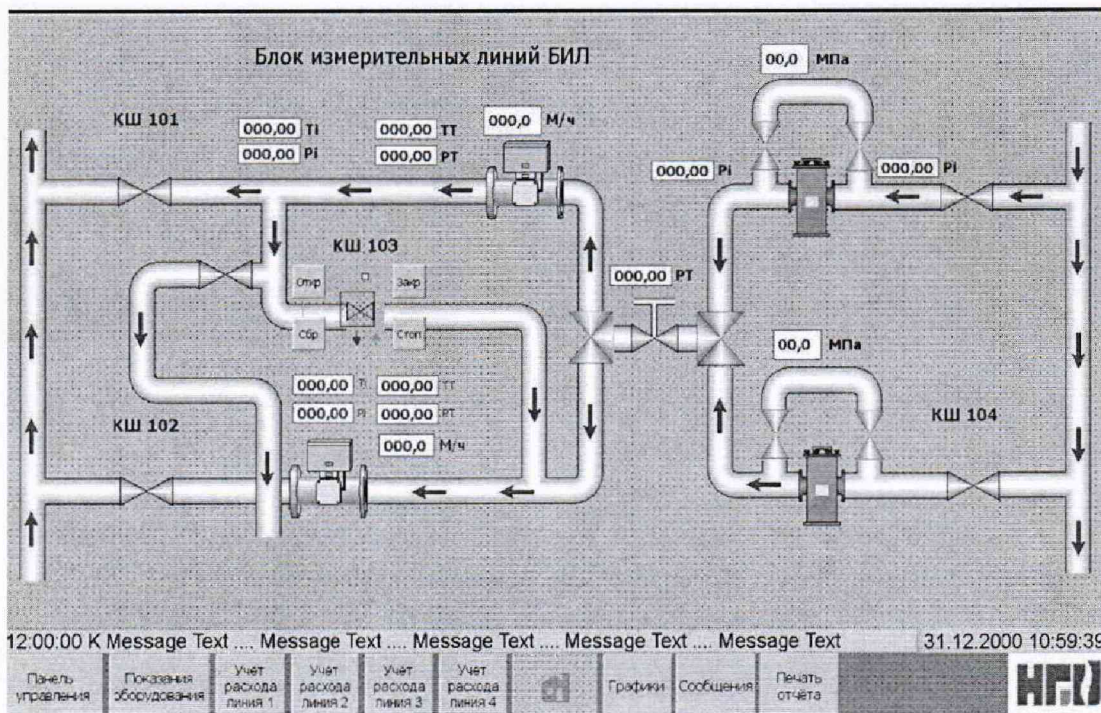 Блок измерительных линий БИЛ
00,0 МПа
КШ 101
000,00 Ti
000,00 Pi
000,00 TT
000,00 PT
000,0 М/ч
000,00 Pi
000,00 Pi
КШ 103
Откр
Закр
Сбр
Стоп
000,00 PT
00,0 МПа
000,00 Ti
000,00 TT
000,00 Pi
000,00 PT
000,0 М/ч
КШ 102
КШ 104
12:00:00 K Message Text .... Message Text .... Message Text .... Message Text .... Message Text
31.12.2000 10:59:39
Панель управления
Показания оборудования
Учет расхода линия 1
Учет расхода линия 2
Учет расхода линия 3
Учет расхода линия 4
Графики
Сообщения
Печать отчёта